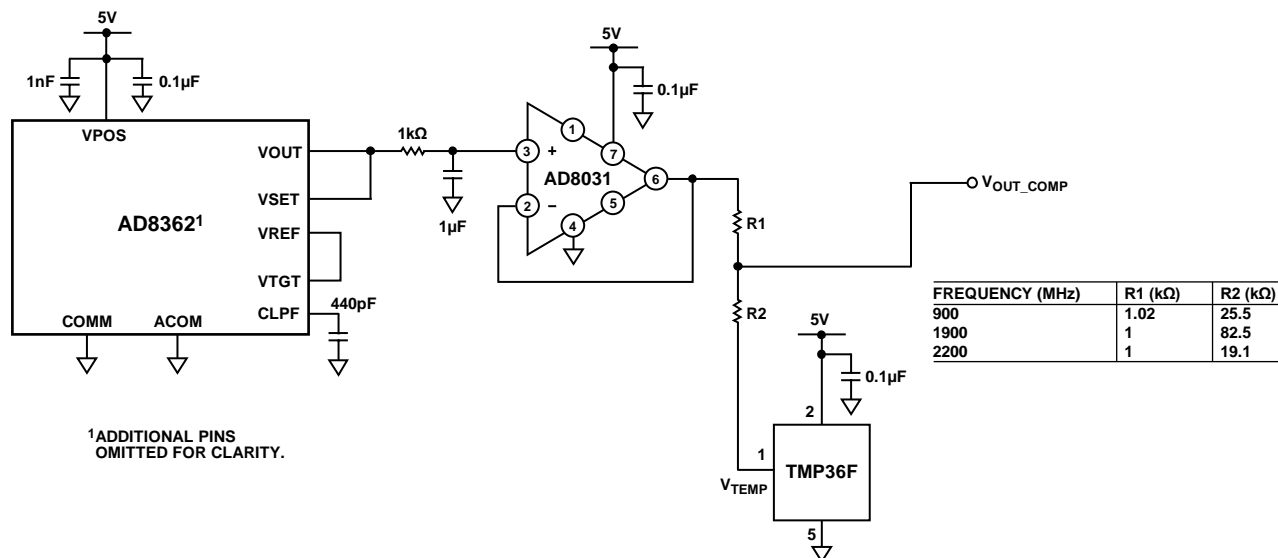 5V
1nF
0.1µF
VPOS
VOUT
VSET
VREF
VTGT
CLPF
AD8362¹
COMM
ACOM
440pF
¹ADDITIONAL PINS
OMITTED FOR CLARITY.
1kΩ
1µF
5V
0.1µF
3
+
2
−
1
7
6
5
4
AD8031
R1
R2
VOUT_COMP
FREQUENCY (MHz) R1 (kΩ) R2 (kΩ)
900 1.02 25.5
1900 1 82.5
2200 1 19.1
5V
0.1µF
2
1
VTEMP
TMP36F
5